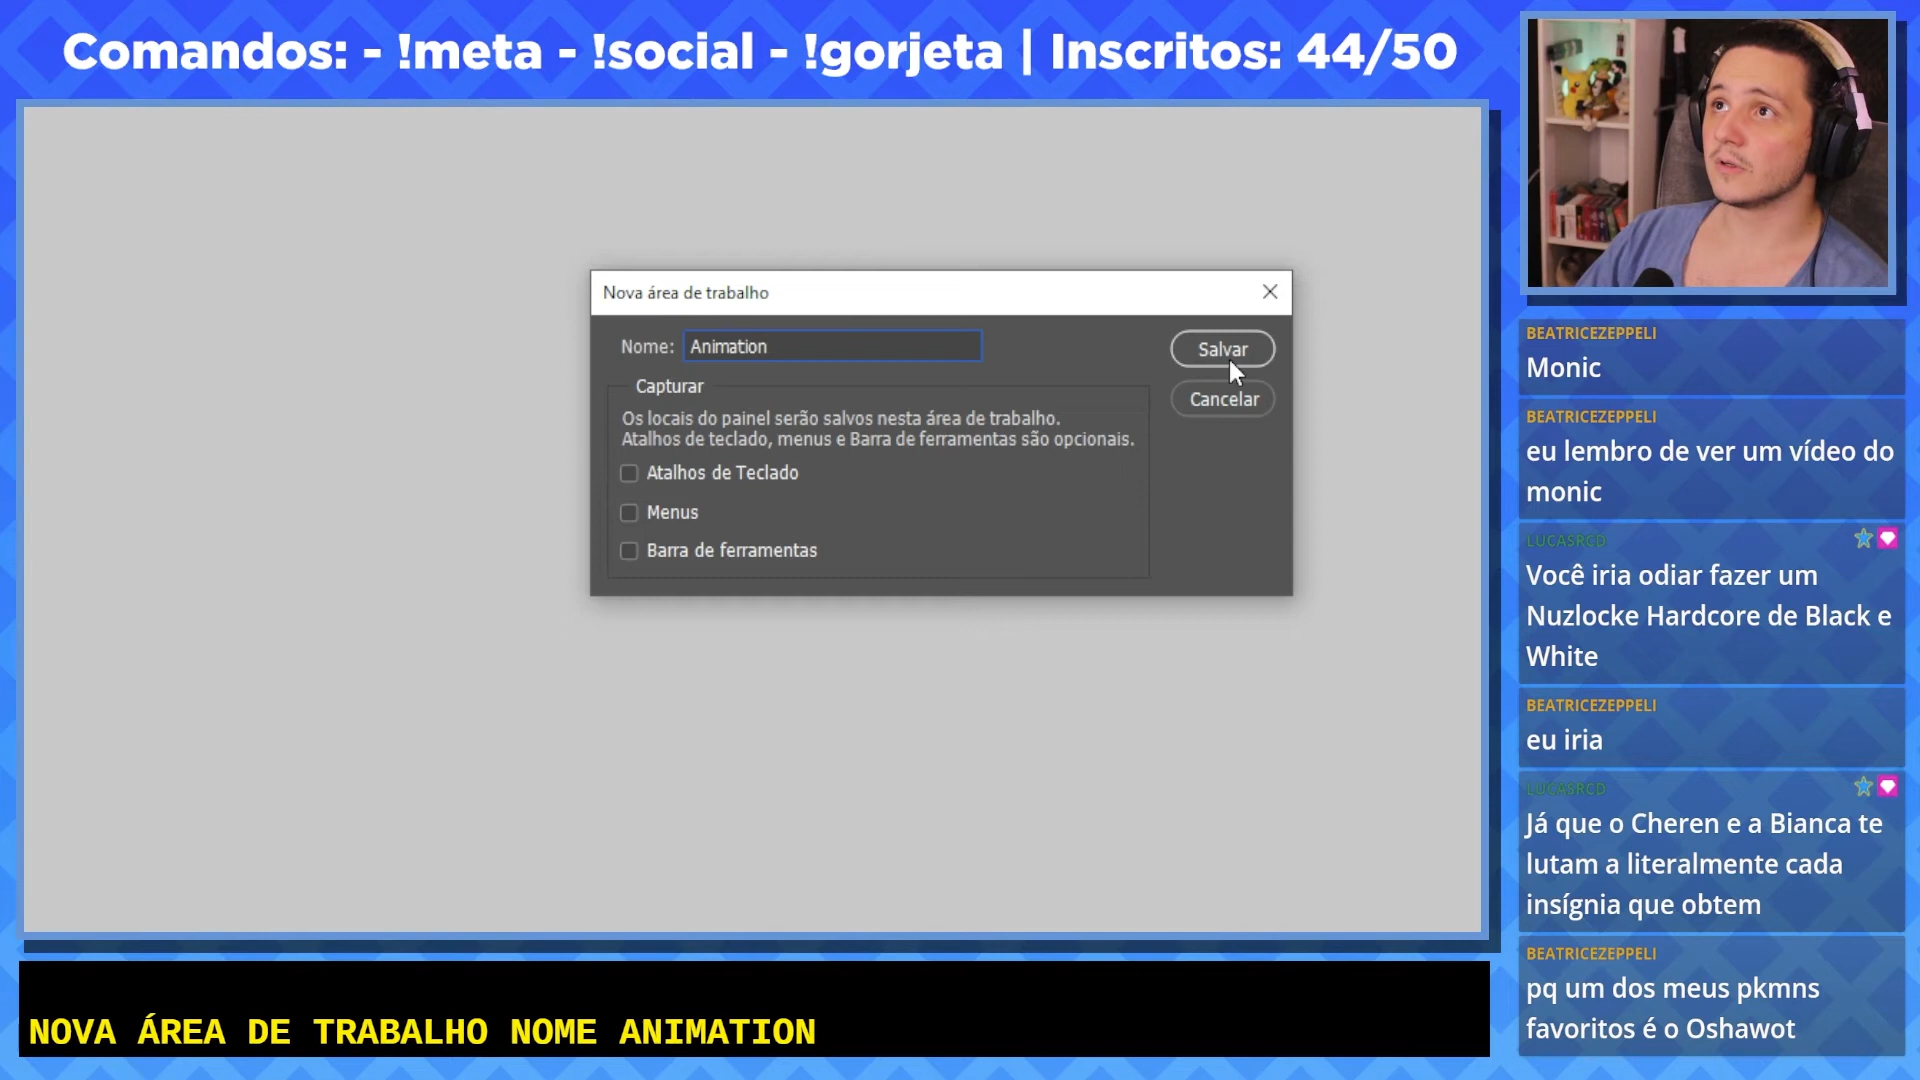 Comandos: - !meta - !social - !gorjeta | Inscritos: 44/50
Nova área de trabalho
Nome: Animation
Salvar
Cancelar
Capturar
Os locais do painel serão salvos nesta área de trabalho.
Atalhos de teclado, menus e Barra de ferramentas são opcionais.
Atalhos de Teclado
Menus
Barra de ferramentas
NOVA ÁREA DE TRABALHO NOME ANIMATION
BEATRICEZEPPELI
Monic
BEATRICEZEPPELI
eu lembro de ver um vídeo do
monic
LUCASRCD
Você iria odiar fazer um
Nuzlocke Hardcore de Black e
White
BEATRICEZEPPELI
eu iria
LUCASRCD
Já que o Cheren e a Bianca te
lutam a literalmente cada
insígnia que obtem
BEATRICEZEPPELI
pq um dos meus pkmns
favoritos é o Oshawot